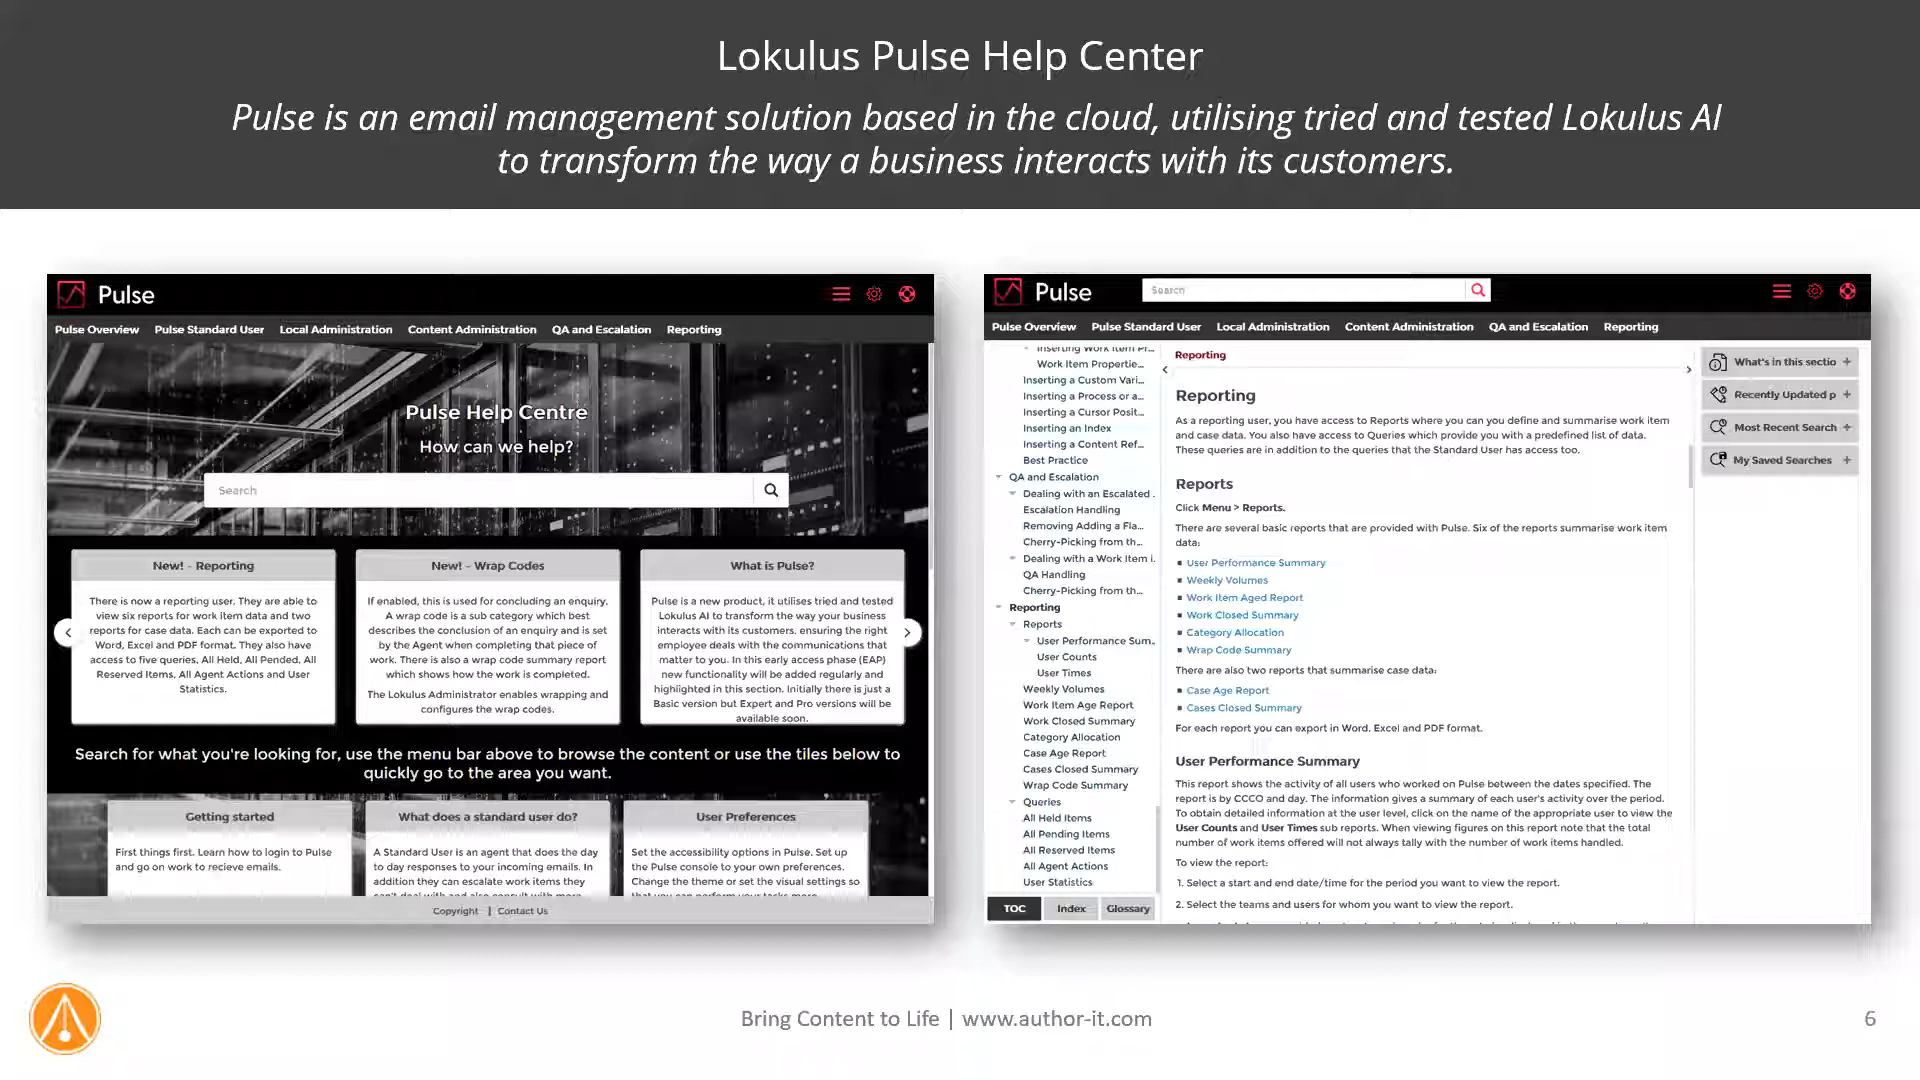 Lokulus Pulse Help Center
Pulse is an email management solution based in the cloud, utilising tried and tested Lokulus AI
to transform the way a business interacts with its customers.
Pulse
Pulse Overview Pulse Standard User Local Administration Content Administration QA and Escalation Reporting
Pulse Help Centre
How can we help?
Search
New! - Reporting
There is now a reporting user. They are able to
view six reports for work item data and two
reports for case data. Each can be exported to
Word, Excel and PDF format. They also have
access to five queries, All Held, All Pended, All
Reserved Items, All Agent Actions and User
Statistics.
New! - Wrap Codes
If enabled, this is used for concluding an enquiry.
A wrap code is a sub category which best
describes the conclusion of an enquiry and is set
by the Agent when completing that piece of
work. There is also a wrap code summary report
which shows how the work is completed.
The Lokulus Administrator enables wrapping and
configures the wrap codes.
What is Pulse?
Pulse is a new product, it utilises tried and tested
Lokulus AI to transform the way your business
interacts with its customers. ensuring the right
employee deals with the communications that
matter to you. In this early access phase (EAP)
new functionality will be added regularly and
highlighted in this section. Initially there is just a
Basic version but Expert and Pro versions will be
available soon.
Search for what you're looking for, use the menu bar above to browse the content or use the tiles below to
quickly go to the area you want.
Getting started
First things first. Learn how to login to Pulse
and go on work to recieve emails.
What does a standard user do?
A Standard User is an agent that does the day
to day responses to your incoming emails. In
addition they can escalate work items they
User Preferences
Set the accessibility options in Pulse. Set up
the Pulse console to your own preferences.
Change the theme or set the visual settings so
Copyright | Contact Us
Pulse
Search
Pulse Overview Pulse Standard User Local Administration Content Administration QA and Escalation Reporting
Inserting Work Item Pr...
Work Item Propertie...
Inserting a Custom Vari...
Inserting a Process or a...
Inserting a Cursor Posit...
Inserting an Index
Inserting a Content Ref...
Best Practice
QA and Escalation
Dealing with an Escalated .
Escalation Handling
Removing Adding a Fla...
Cherry-Picking from th...
Dealing with a Work Item i.
QA Handling
Cherry-Picking from th...
Reporting
Reports
User Performance Sum..
User Counts
User Times
Weekly Volumes
Work Item Age Report
Work Closed Summary
Category Allocation
Case Age Report
Cases Closed Summary
Wrap Code Summary
Queries
All Held Items
All Pending Items
All Reserved Items
All Agent Actions
User Statistics
TOC Index Glossary
Reporting
Reporting
As a reporting user, you have access to Reports where you can you define and summarise work item
and case data. You also have access to Queries which provide you with a predefined list of data.
These queries are in addition to the queries that the Standard User has access too.
Reports
Click Menu > Reports.
There are several basic reports that are provided with Pulse. Six of the reports summarise work item
data:
User Performance Summary
Weekly Volumes
Work Item Aged Report
Work Closed Summary
Category Allocation
Wrap Code Summary
There are also two reports that summarise case data:
Case Age Report
Cases Closed Summary
For each report you can export in Word, Excel and PDF format.
User Performance Summary
This report shows the activity of all users who worked on Pulse between the dates specified. The
report is by CCCO and day. The information gives a summary of each user's activity over the period.
To obtain detailed information at the user level, click on the name of the appropriate user to view the
User Counts and User Times sub reports. When viewing figures on this report note that the total
number of work items offered will not always tally with the number of work items handled.
To view the report:
1. Select a start and end date/time for the period you want to view the report.
2. Select the teams and users for whom you want to view the report.
What's in this sectio +
Recently Updated p +
Most Recent Search +
My Saved Searches +
Bring Content to Life | www.author-it.com
6